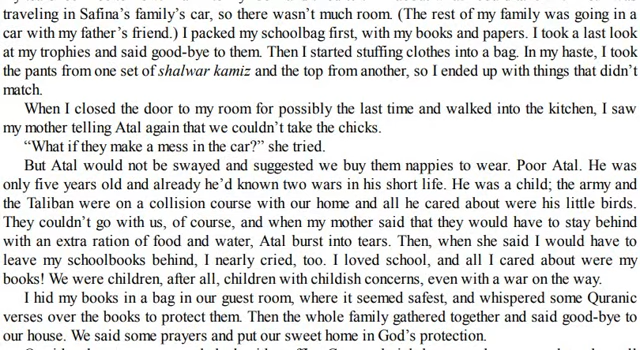 traveling in Safina's family's car, so there wasn't much room. (The rest of my family was going in a
car with my father's friend.) I packed my schoolbag first, with my books and papers. I took a last look
at my trophies and said good-bye to them. Then I started stuffing clothes into a bag. In my haste, I took
the pants from one set of shalwar kamiz and the top from another, so I ended up with things that didn't
match.
When I closed the door to my room for possibly the last time and walked into the kitchen, I saw
my mother telling Atal again that we couldn't take the chicks.
“What if they make a mess in the car?” she tried.
But Atal would not be swayed and suggested we buy them nappies to wear. Poor Atal. He was
only five years old and already he'd known two wars in his short life. He was a child; the army and
the Taliban were on a collision course with our home and all he cared about were his little birds.
They couldn't go with us, of course, and when my mother said that they would have to stay behind
with an extra ration of food and water, Atal burst into tears. Then, when she said I would have to
leave my schoolbooks behind, I nearly cried, too. I loved school, and all I cared about were my
books! We were children, after all, children with childish concerns, even with a war on the way.
I hid my books in a bag in our guest room, where it seemed safest, and whispered some Quranic
verses over the books to protect them. Then the whole family gathered together and said good-bye to
our house. We said some prayers and put our sweet home in God's protection.